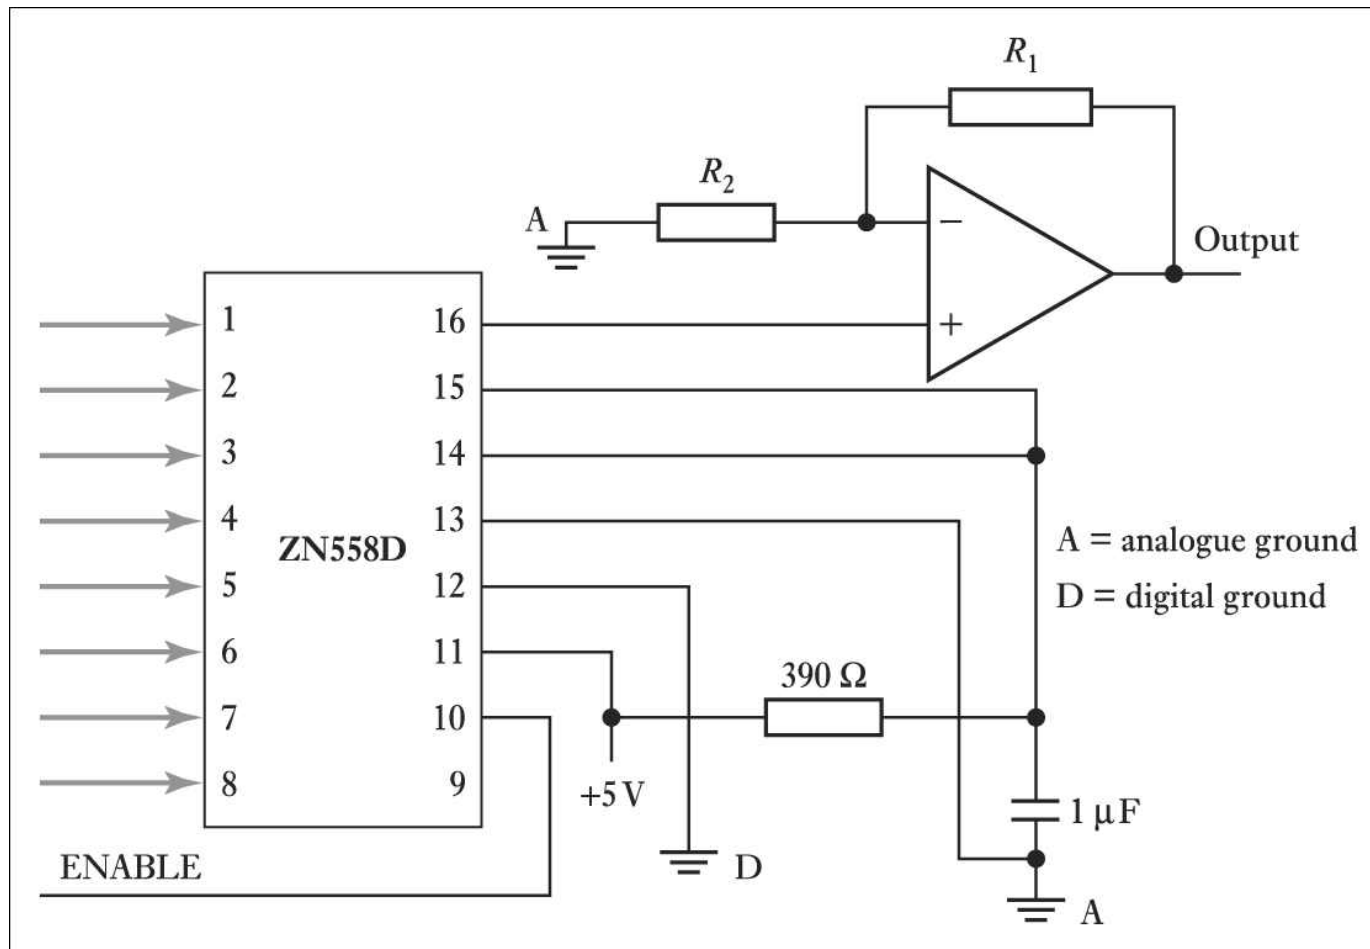 R1
R2
A
Output
1 16
2 15
3 14
4 13
ZN558D
A = analogue ground
5 12
D = digital ground
6 11
390 Ω
7 10
8 9
+5 V
1 μF
ENABLE
D
A